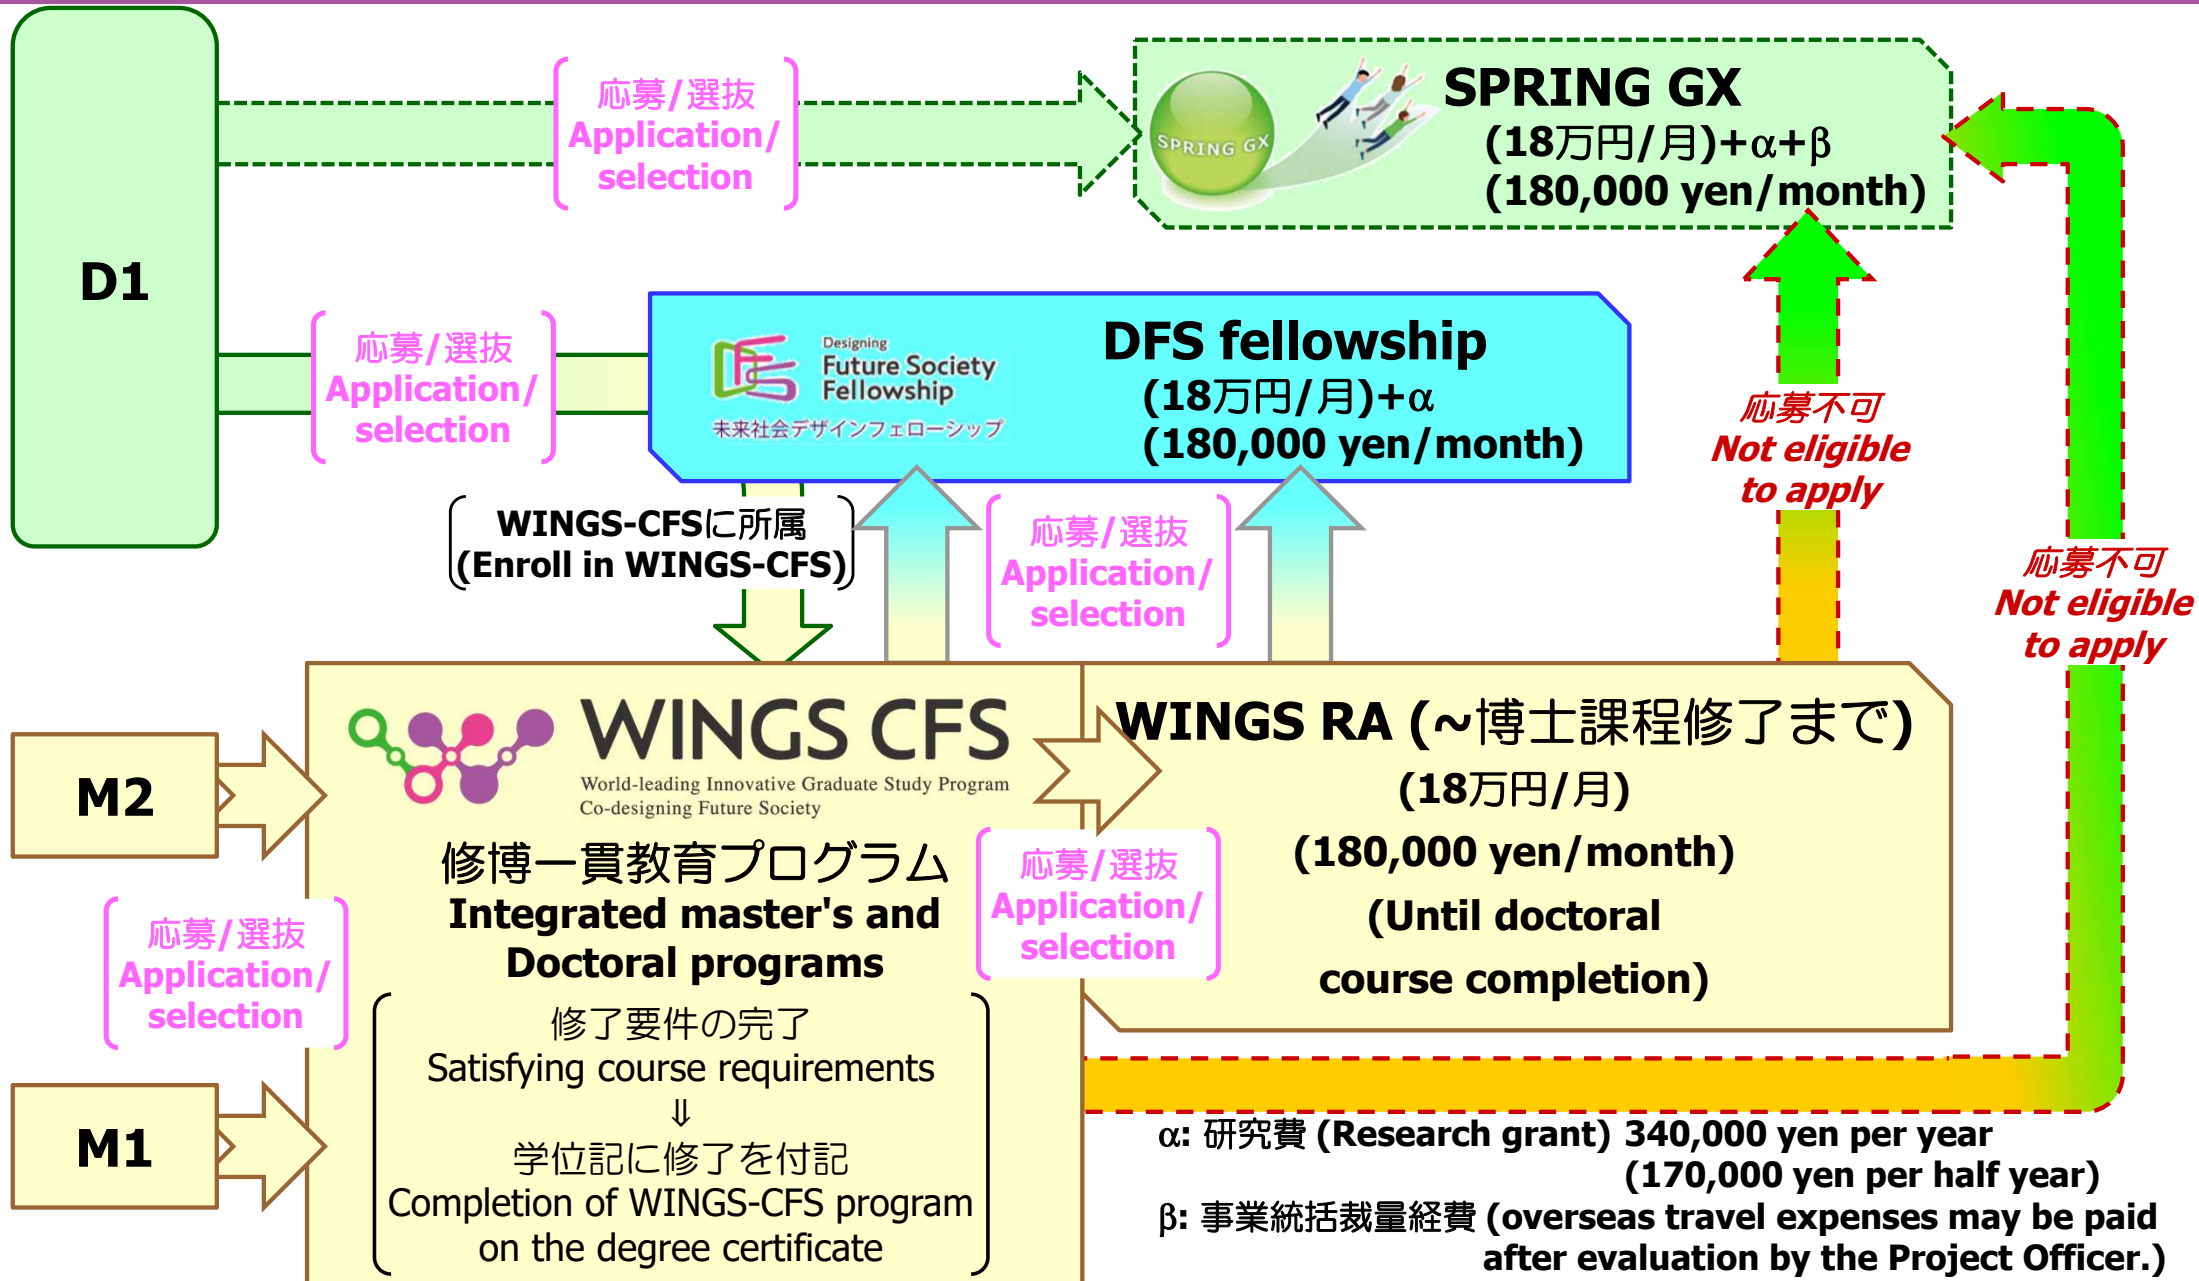 D1
応募/選抜
Application/
selection
SPRING GX
SPRING GX
(18万円/月)+α+β
(180,000 yen/month)
応募/選抜
Application/
selection
Designing
Future Society
Fellowship
未来社会デザインフェローシップ
DFS fellowship
(18万円/月)+α
(180,000 yen/month)
応募不可
Not eligible
to apply
応募不可
Not eligible
to apply
WINGS-CFSに所属
(Enroll in WINGS-CFS)
応募/選抜
Application/
selection
M2
応募/選抜
Application/
selection
M1
WINGS CFS
World-leading Innovative Graduate Study Program
Co-designing Future Society
修博一貫教育プログラム
Integrated master's and
Doctoral programs
修了要件の完了
Satisfying course requirements
⇓
学位記に修了を付記
Completion of WINGS-CFS program
on the degree certificate
応募/選抜
Application/
selection
WINGS RA (~博士課程修了まで)
(18万円/月)
(180,000 yen/month)
(Until doctoral
course completion)
α: 研究費 (Research grant) 340,000 yen per year
(170,000 yen per half year)
β: 事業統括裁量経費 (overseas travel expenses may be paid
after evaluation by the Project Officer.)